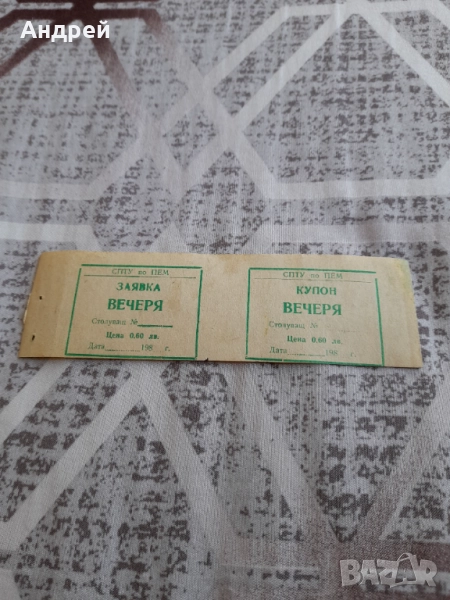 Андрей
СПТУ по ПЕМ
ЗАЯВКА
ВЕЧЕРЯ
Столуващ №
Цена 0.60 лв.
Дата 198 г.
СПТУ по ПЕМ
КУПОН
ВЕЧЕРЯ
Столуващ №
Цена 0.60 лв.
Дата 198 г.
BAZAR